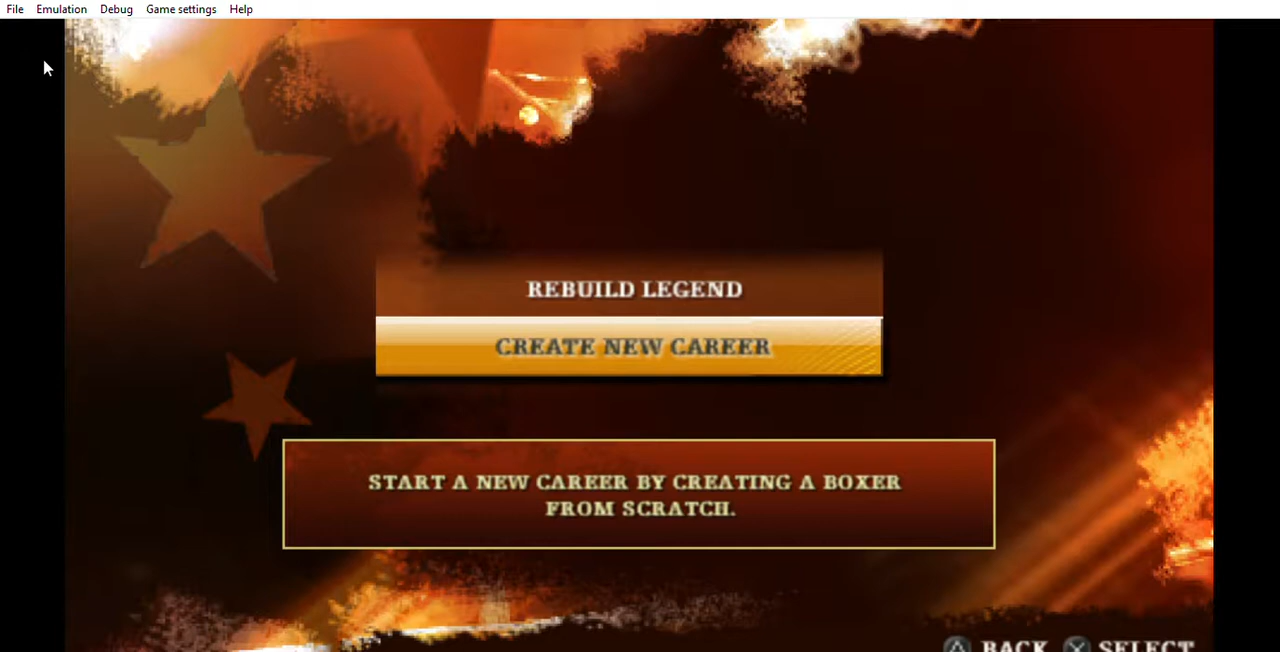 File Emulation Debug Game settings Help
REBUILD LEGEND
CREATE NEW CAREER
START A NEW CAREER BY CREATING A BOXER
FROM SCRATCH.
BACK SELECT